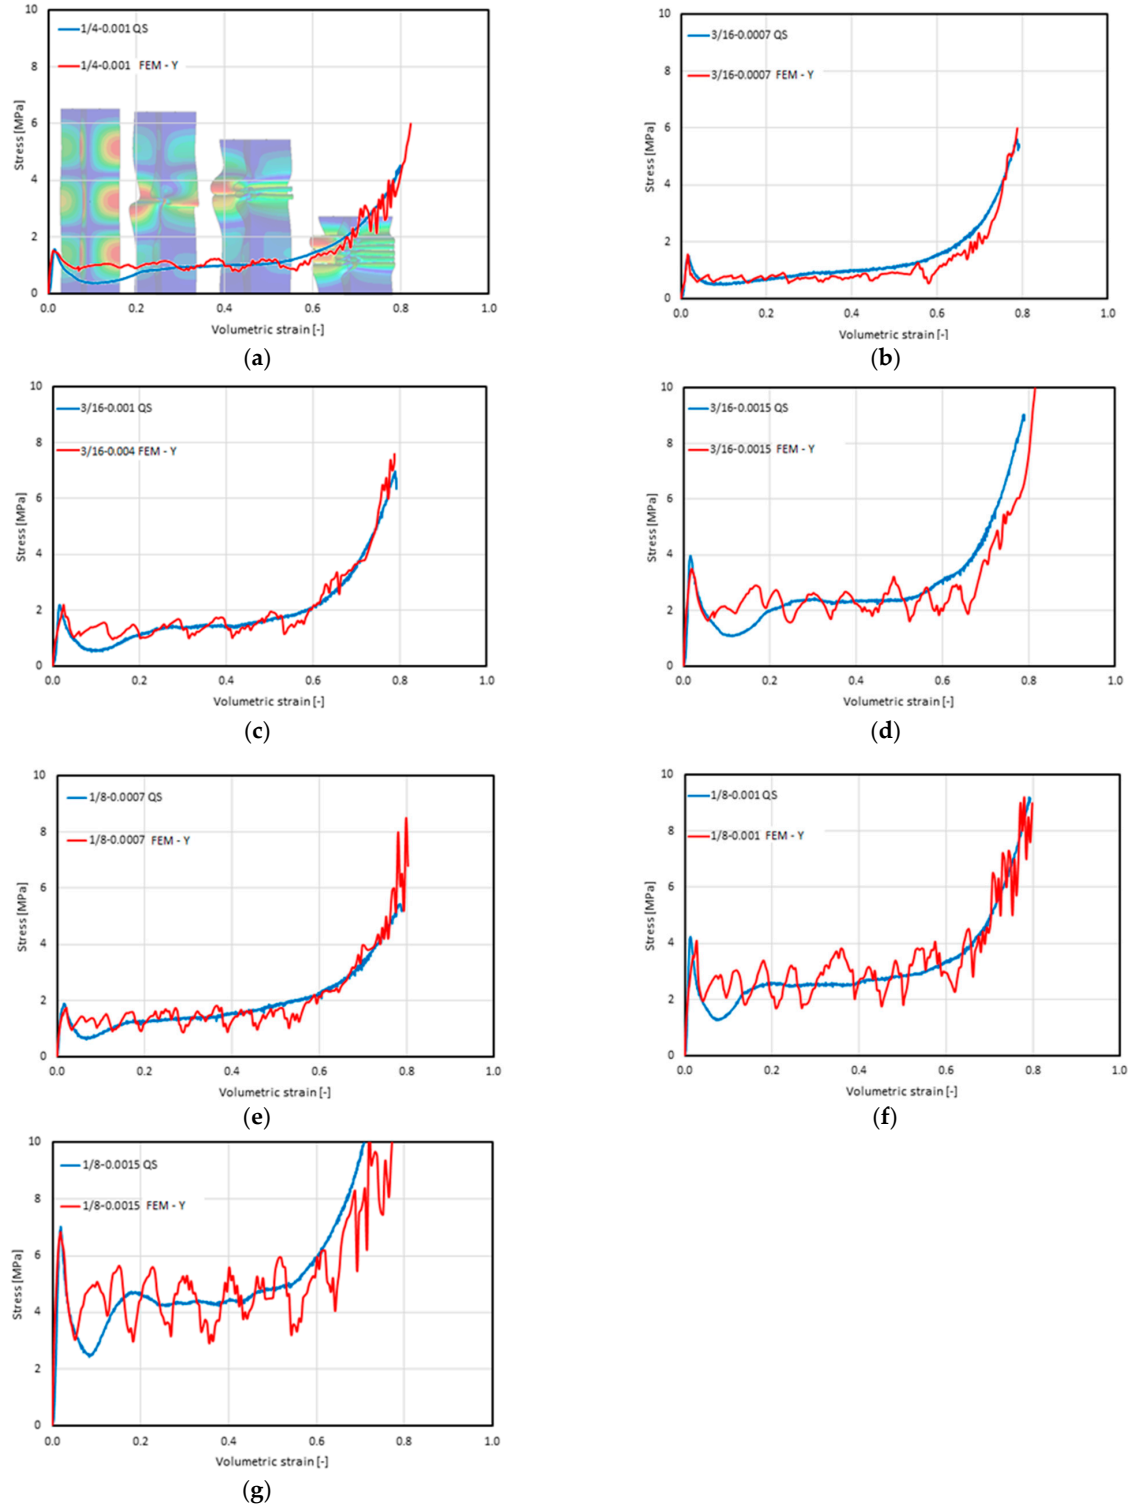 10
8
6
4
2
0
Stress [MPa]
1/4-0.001 QS
1/4-0.001 FEM - Y
0.0 0.2 0.4 0.6 0.8 1.0
Volumetric strain [-]
(a)
10
8
6
4
2
0
Stress [MPa]
3/16-0.0007 QS
3/16-0.0007 FEM - Y
0.0 0.2 0.4 0.6 0.8 1.0
Volumetric strain [-]
(b)
10
8
6
4
2
0
Stress [MPa]
3/16-0.001 QS
3/16-0.004 FEM - Y
0.0 0.2 0.4 0.6 0.8 1.0
Volumetric strain [-]
(c)
10
8
6
4
2
0
Stress [MPa]
3/16-0.0015 QS
3/16-0.0015 FEM - Y
0.0 0.2 0.4 0.6 0.8 1.0
Volumetric strain [-]
(d)
10
8
6
4
2
0
Stress [MPa]
1/8-0.0007 QS
1/8-0.0007 FEM - Y
0.0 0.2 0.4 0.6 0.8 1.0
Volumetric strain [-]
(e)
10
8
6
4
2
0
Stress [MPa]
1/8-0.001 QS
1/8-0.001 FEM - Y
0.0 0.2 0.4 0.6 0.8 1.0
Volumetric strain [-]
(f)
10
8
6
4
2
0
Stress [MPa]
1/8-0.0015 QS
1/8-0.0015 FEM - Y
0.0 0.2 0.4 0.6 0.8 1.0
Volumetric strain [-]
(g)